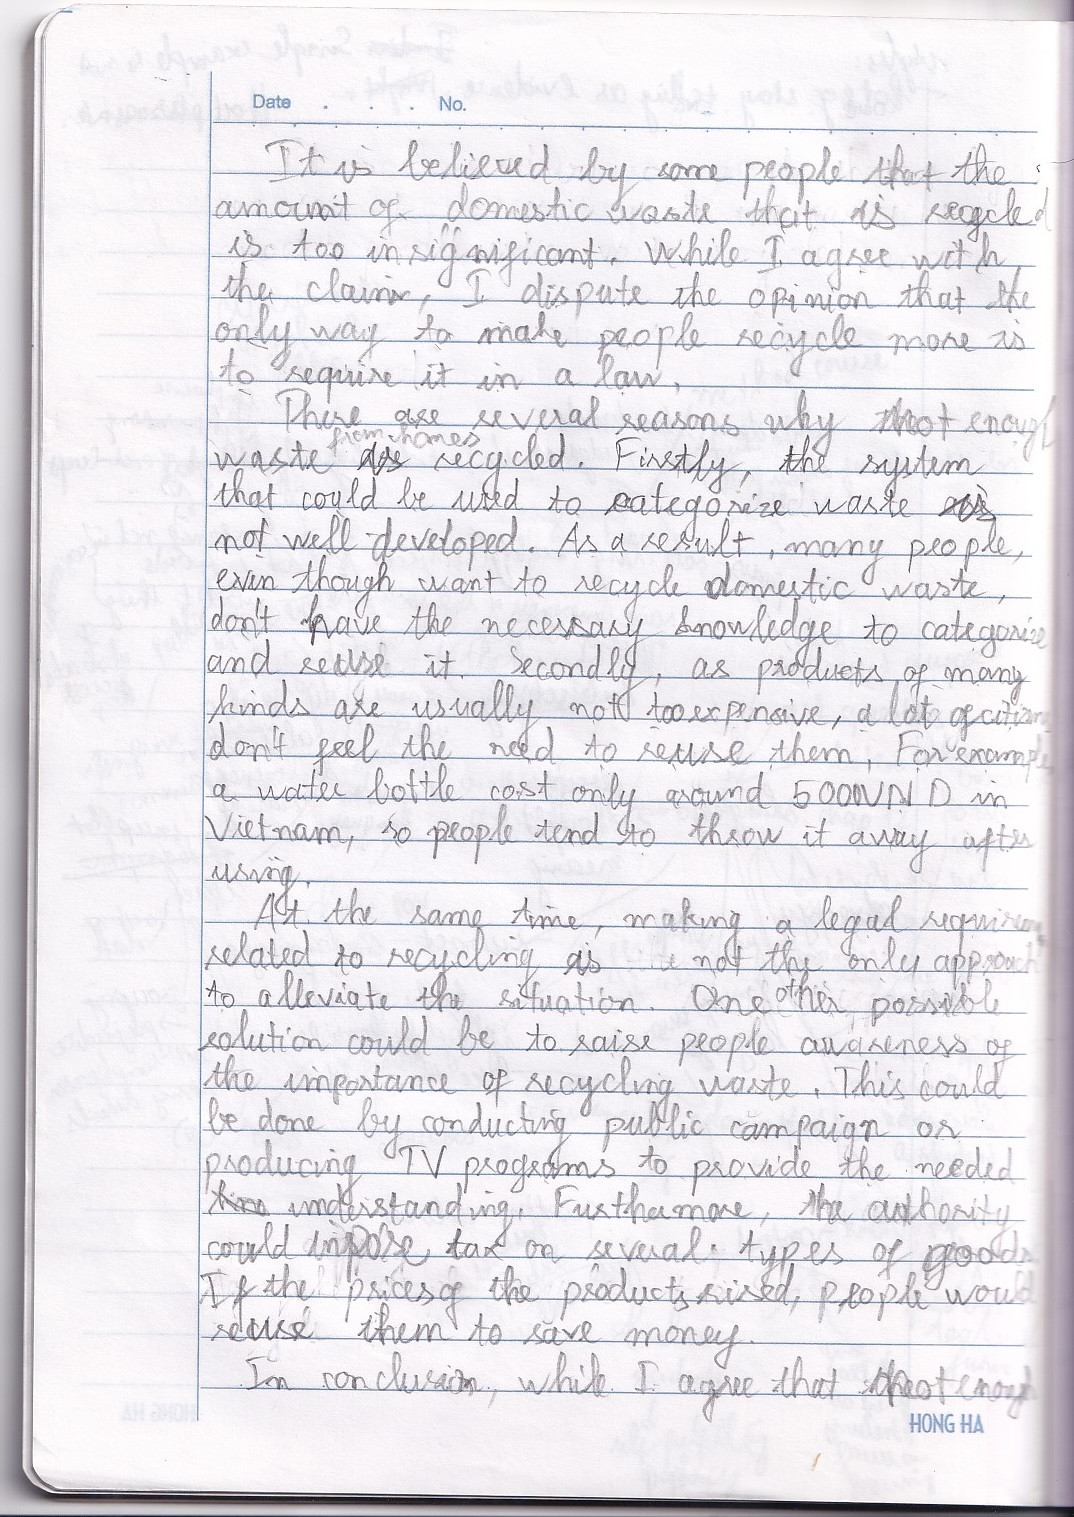 Date . . . . No.
It is believed by some people that the
amount of domestic waste that is recycled
is too insignificant. While I agree with
the claim, I dispute the opinion that the
only way to make people recycle more is
to require it in a law.
There are several reasons why not enough
from homes
waste is recycled. Firstly, the system
that could be used to categorize waste is
not well developed. As a result, many people,
even though want to recycle domestic waste,
don't have the necessary knowledge to categorize
and reuse it. Secondly, as products of many
kinds are usually not too expensive, a lot of citizens
don't feel the need to reuse them. For example
a water bottle cost only around 5000VND in
Vietnam, so people tend to throw it away after
using.
At the same time, making a legal requirement
related to recycling is not the only approach
to alleviate the situation. One other possible
solution could be to raise people awareness of
the importance of recycling waste. This could
be done by conducting public campaign or
producing TV programs to provide the needed
understanding. Furthermore, the authority
could impose tax on several types of goods
If the prices of the products rised, people would
reuse them to save money.
In conclusion, while I agree that not enough
HONG HA